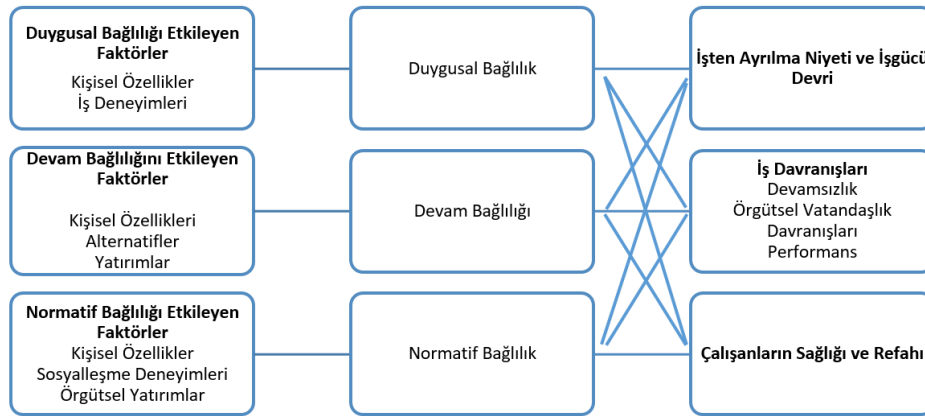 Duygusal Bağlılığı Etkileyen
Faktörler
Kişisel Özellikler
İş Deneyimleri
Duygusal Bağlılık
İşten Ayrılma Niyeti ve İşgücü
Devri
Devam Bağlılığını Etkileyen
Faktörler
Kişisel Özellikleri
Alternatifler
Yatırımlar
Devam Bağlılığı
İş Davranışları
Devamsızlık
Örgütsel Vatandaşlık
Davranışları
Performans
Normatif Bağlılığı Etkileyen
Faktörler
Kişisel Özellikler
Sosyalleşme Deneyimleri
Örgütsel Yatırımlar
Normatif Bağlılık
Çalışanların Sağlığı ve Refahı